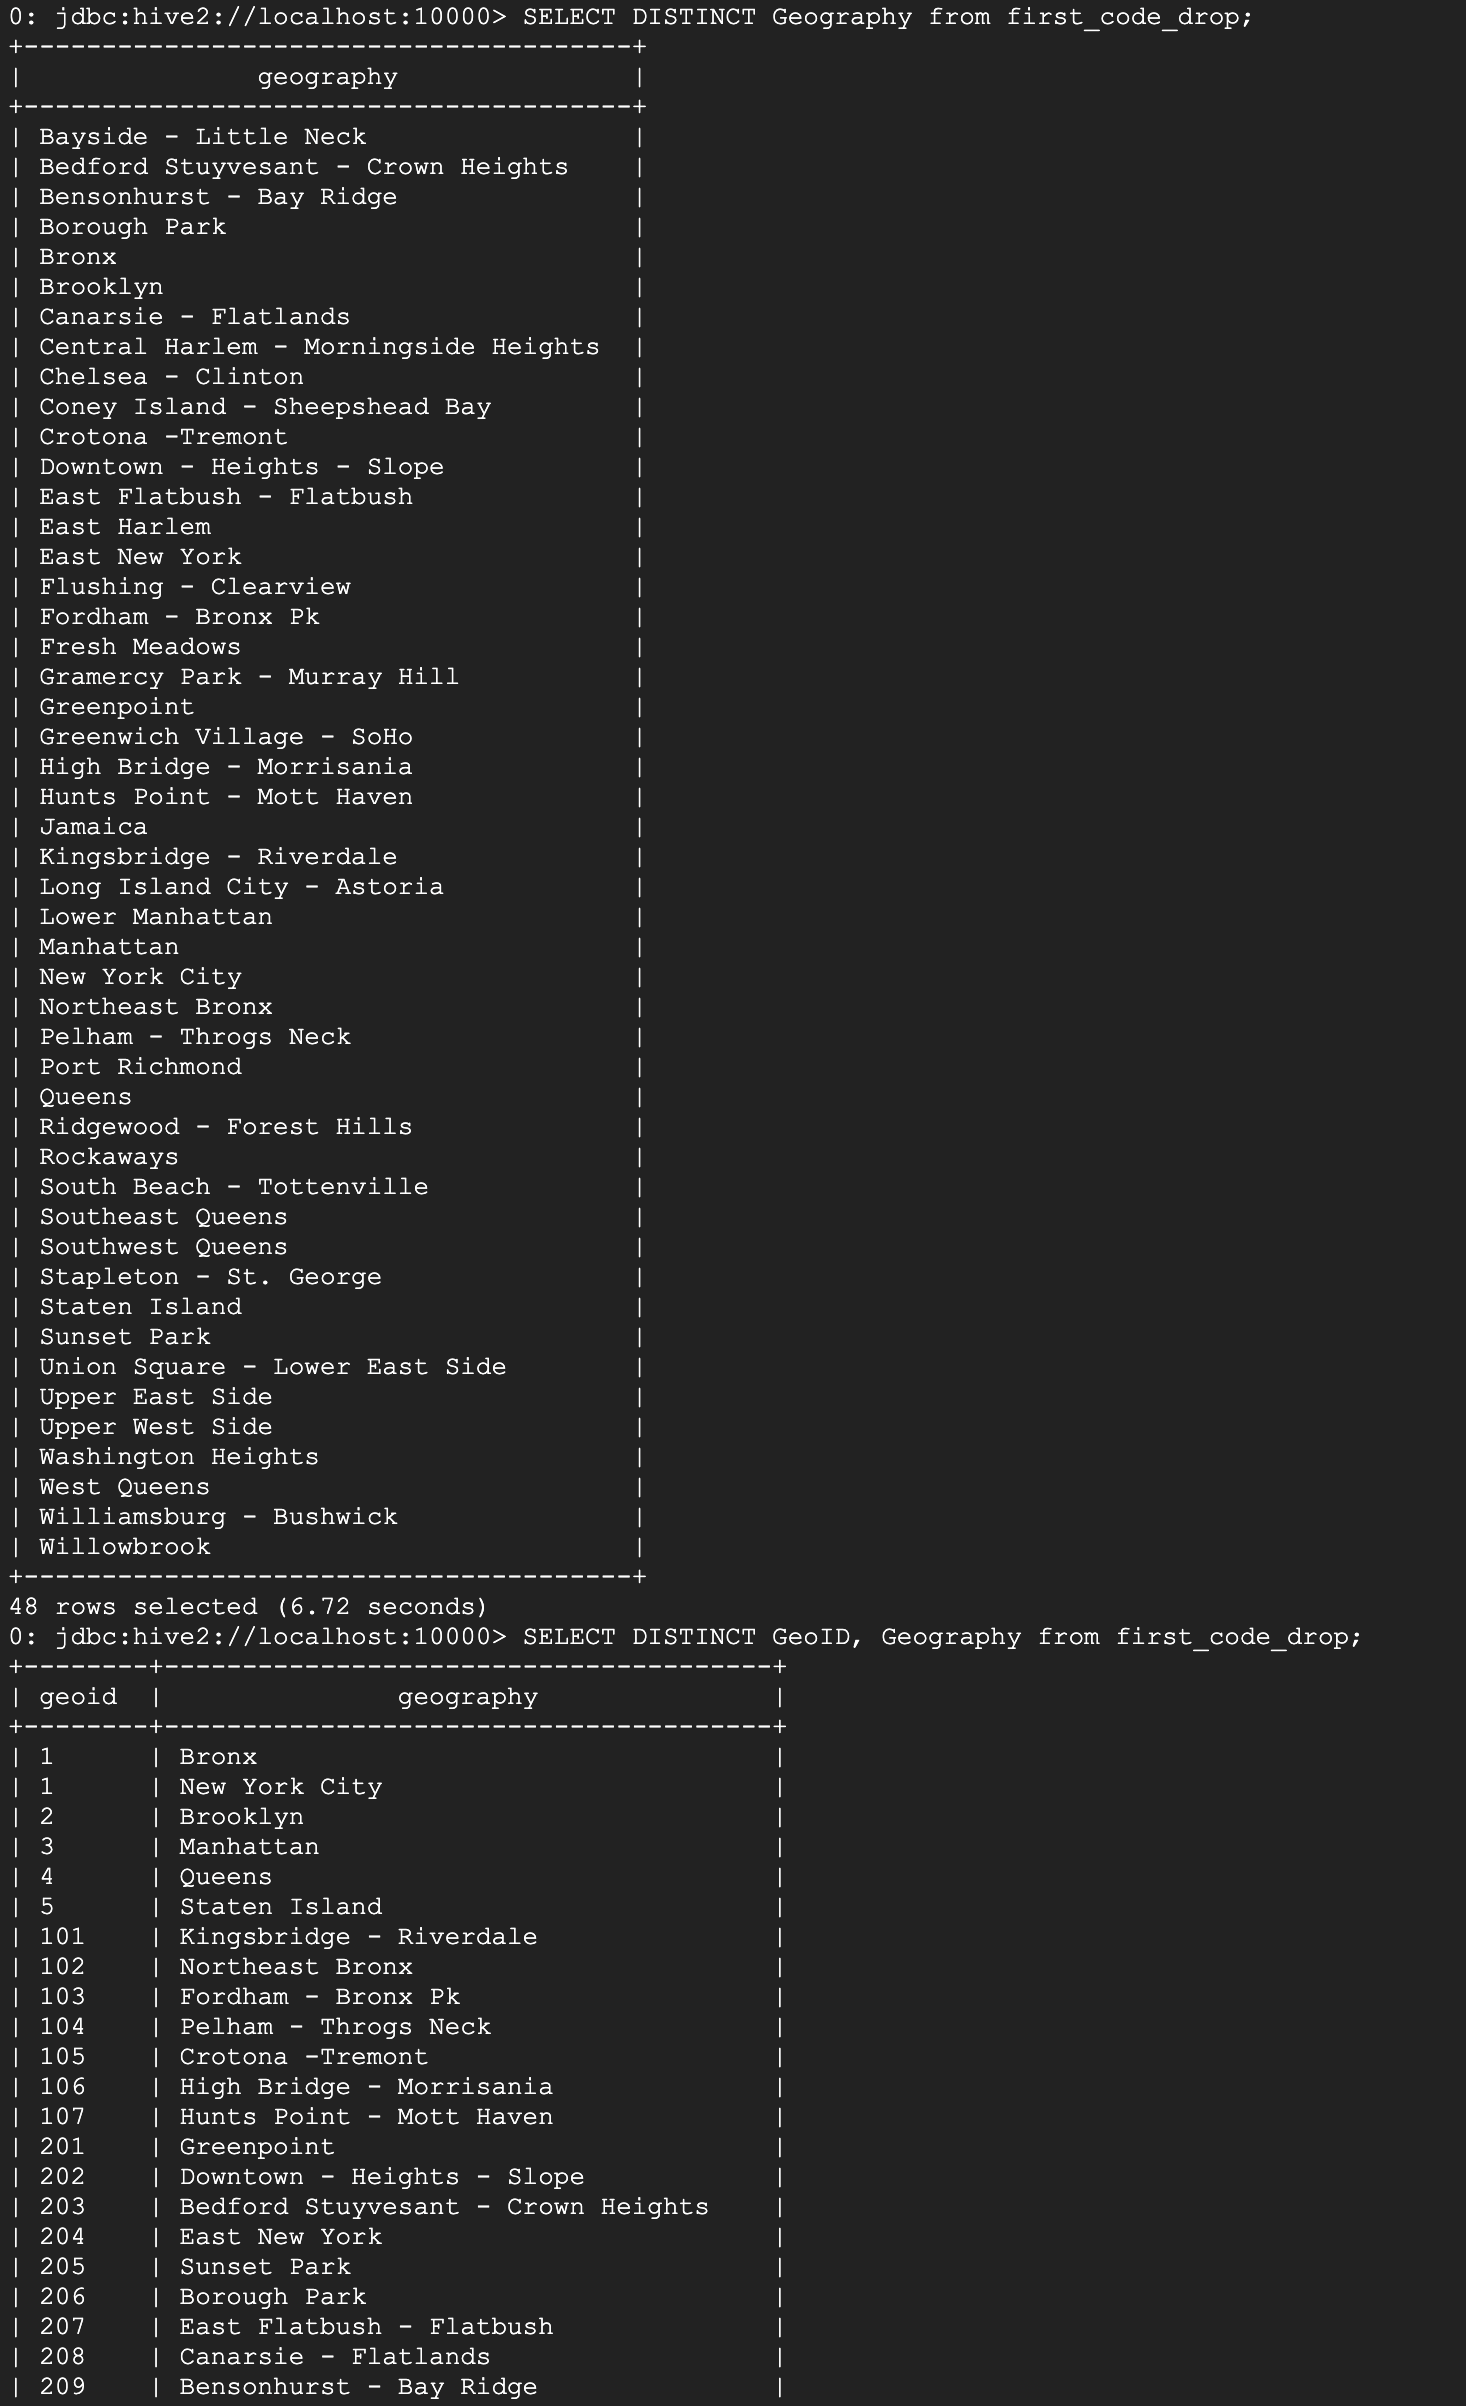 0: jdbc:hive2://localhost:10000> SELECT DISTINCT Geography from first_code_drop;
+---------------------------------------+
|               geography               |
+---------------------------------------+
| Bayside - Little Neck                 |
| Bedford Stuyvesant - Crown Heights    |
| Bensonhurst - Bay Ridge               |
| Borough Park                          |
| Bronx                                 |
| Brooklyn                              |
| Canarsie - Flatlands                  |
| Central Harlem - Morningside Heights  |
| Chelsea - Clinton                     |
| Coney Island - Sheepshead Bay         |
| Crotona -Tremont                      |
| Downtown - Heights - Slope            |
| East Flatbush - Flatbush              |
| East Harlem                           |
| East New York                         |
| Flushing - Clearview                  |
| Fordham - Bronx Pk                    |
| Fresh Meadows                         |
| Gramercy Park - Murray Hill           |
| Greenpoint                            |
| Greenwich Village - SoHo              |
| High Bridge - Morrisania              |
| Hunts Point - Mott Haven              |
| Jamaica                               |
| Kingsbridge - Riverdale               |
| Long Island City - Astoria            |
| Lower Manhattan                       |
| Manhattan                             |
| New York City                         |
| Northeast Bronx                       |
| Pelham - Throgs Neck                  |
| Port Richmond                         |
| Queens                                |
| Ridgewood - Forest Hills              |
| Rockaways                             |
| South Beach - Tottenville             |
| Southeast Queens                      |
| Southwest Queens                      |
| Stapleton - St. George                |
| Staten Island                         |
| Sunset Park                           |
| Union Square - Lower East Side        |
| Upper East Side                       |
| Upper West Side                       |
| Washington Heights                    |
| West Queens                           |
| Williamsburg - Bushwick               |
| Willowbrook                           |
+---------------------------------------+
48 rows selected (6.72 seconds)
0: jdbc:hive2://localhost:10000> SELECT DISTINCT GeoID, Geography from first_code_drop;
+--------+---------------------------------------+
| geoid  |               geography               |
+--------+---------------------------------------+
| 1      | Bronx                                 |
| 1      | New York City                         |
| 2      | Brooklyn                              |
| 3      | Manhattan                             |
| 4      | Queens                                |
| 5      | Staten Island                         |
| 101    | Kingsbridge - Riverdale               |
| 102    | Northeast Bronx                       |
| 103    | Fordham - Bronx Pk                    |
| 104    | Pelham - Throgs Neck                  |
| 105    | Crotona -Tremont                      |
| 106    | High Bridge - Morrisania              |
| 107    | Hunts Point - Mott Haven              |
| 201    | Greenpoint                            |
| 202    | Downtown - Heights - Slope            |
| 203    | Bedford Stuyvesant - Crown Heights    |
| 204    | East New York                         |
| 205    | Sunset Park                           |
| 206    | Borough Park                          |
| 207    | East Flatbush - Flatbush              |
| 208    | Canarsie - Flatlands                  |
| 209    | Bensonhurst - Bay Ridge               |